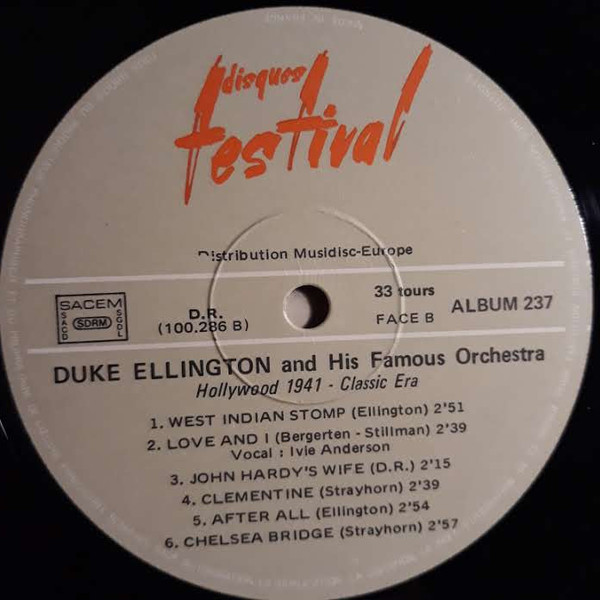 disques
festival
Distribution Musidisc-Europe
SACEM
SACD
SDRM
SGDL
D.R.
(100.286 B)
33 tours
FACE B
ALBUM 237
DUKE ELLINGTON and His Famous Orchestra
Hollywood 1941 - Classic Era
1. WEST INDIAN STOMP (Ellington) 2'51
2. LOVE AND I (Bergerten - Stillman) 2'39
Vocal : Ivie Anderson
3. JOHN HARDY'S WIFE (D.R.) 2'15
4. CLEMENTINE (Strayhorn) 2'39
5. AFTER ALL (Ellington) 2'54
6. CHELSEA BRIDGE (Strayhorn) 2'57